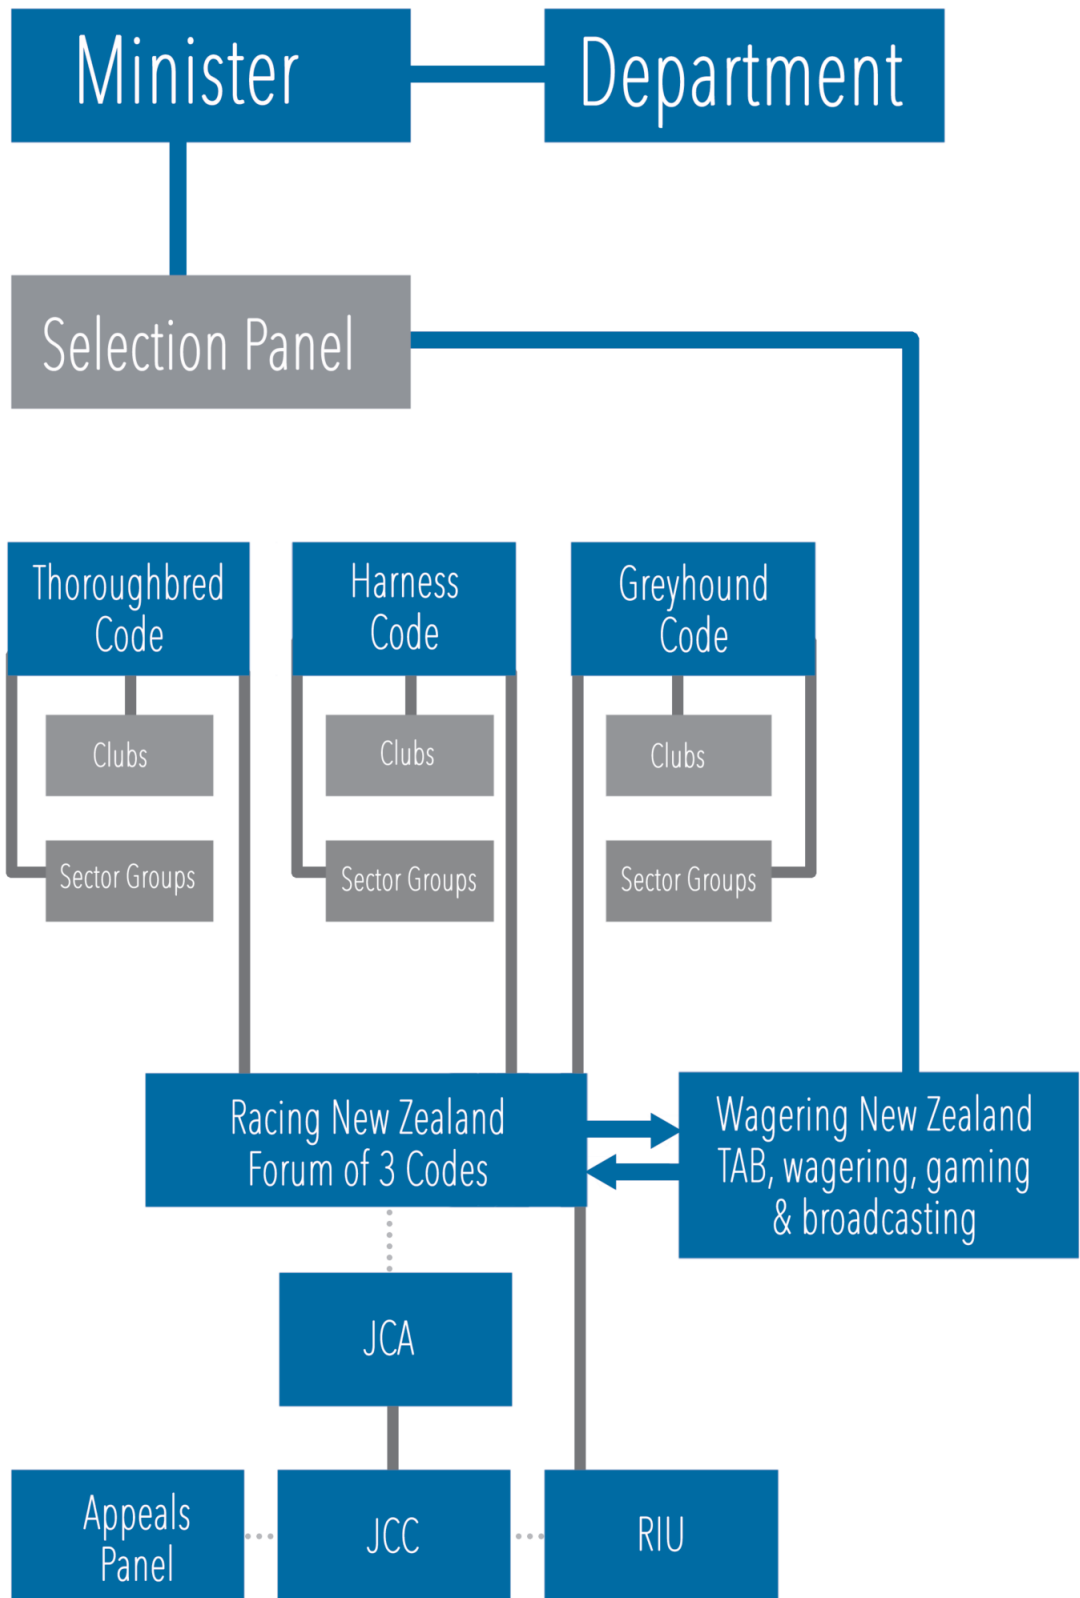 Minister
Department
Selection Panel
Thoroughbred
Code
Harness
Code
Greyhound
Code
Clubs
Clubs
Clubs
Sector Groups
Sector Groups
Sector Groups
Racing New Zealand
Forum of 3 Codes
Wagering New Zealand
TAB, wagering, gaming
& broadcasting
JCA
Appeals
Panel
JCC
RIU